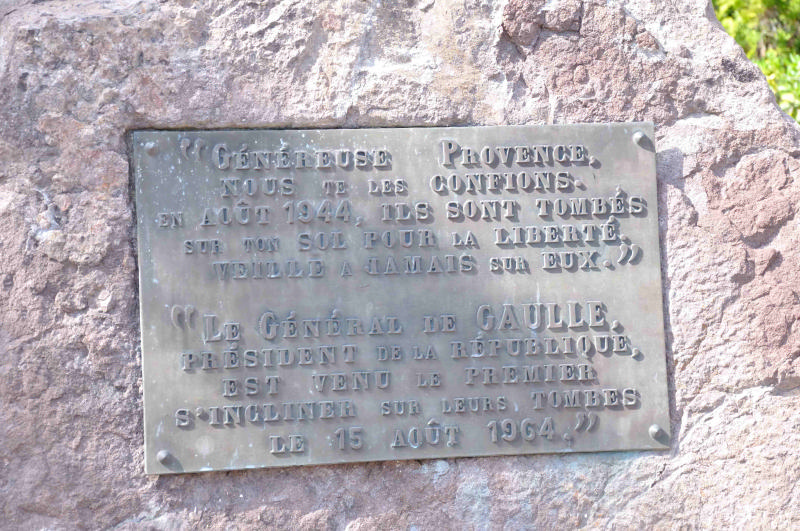 “GÉNÉREUSE PROVENCE,
NOUS TE LES CONFIONS.
EN AOÛT 1944, ILS SONT TOMBÉS
SUR TON SOL POUR LA LIBERTÉ,
VEILLE A JAMAIS SUR EUX.”
“LE GÉNÉRAL DE GAULLE,
PRÉSIDENT DE LA RÉPUBLIQUE,
EST VENU LE PREMIER
S'INCLINER SUR LEURS TOMBES
LE 15 AOÛT 1964.”